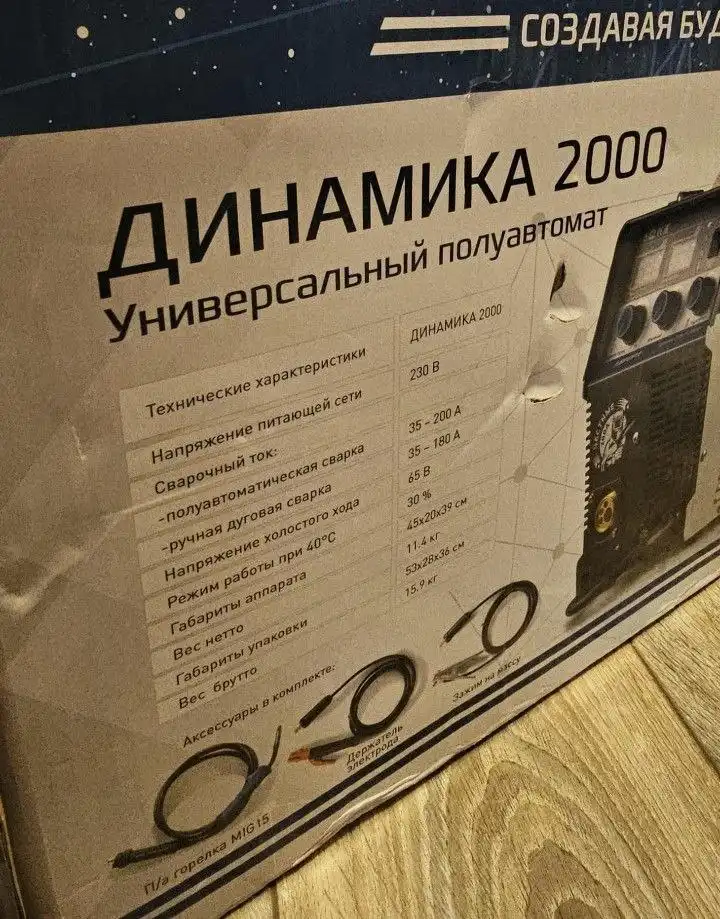 СОЗДАВАЯ
ДИНАМИКА 2000
Универсальный полуавтомат
Технические характеристики ДИНАМИКА 2000
Напряжение питающей сети 230 В
Сварочный ток:
-полуавтоматическая сварка 35 - 200 А
-ручная дуговая сварка 35 - 180 А
Напряжение холостого хода 65 В
Режим работы при 40°С 30 %
Габариты аппарата 45х20х39 см
Вес нетто 11.4 кг
Габариты упаковки 53х28х36 см
Вес брутто 15.9 кг
Аксессуары в комплекте:
П/а горелка MIG15
Держатель
электрода
Зажим на массу